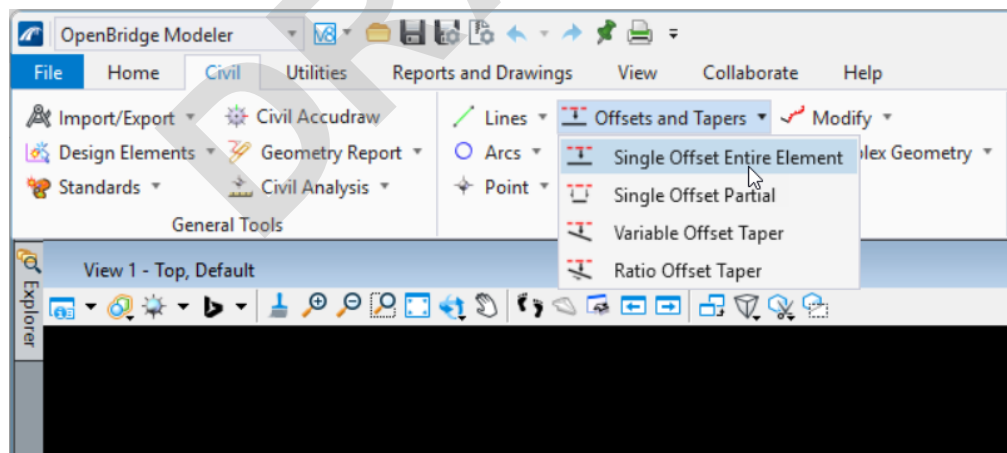 OpenBridge Modeler
File Home Civil Utilities Reports and Drawings View Collaborate Help
Import/Export Civil Accudraw Lines Offsets and Tapers Modify
Design Elements Geometry Report Arcs Single Offset Entire Element lex Geometry
Standards Civil Analysis Point Single Offset Partial
General Tools Variable Offset Taper
View 1 - Top, Default Ratio Offset Taper
Explorer
DRA